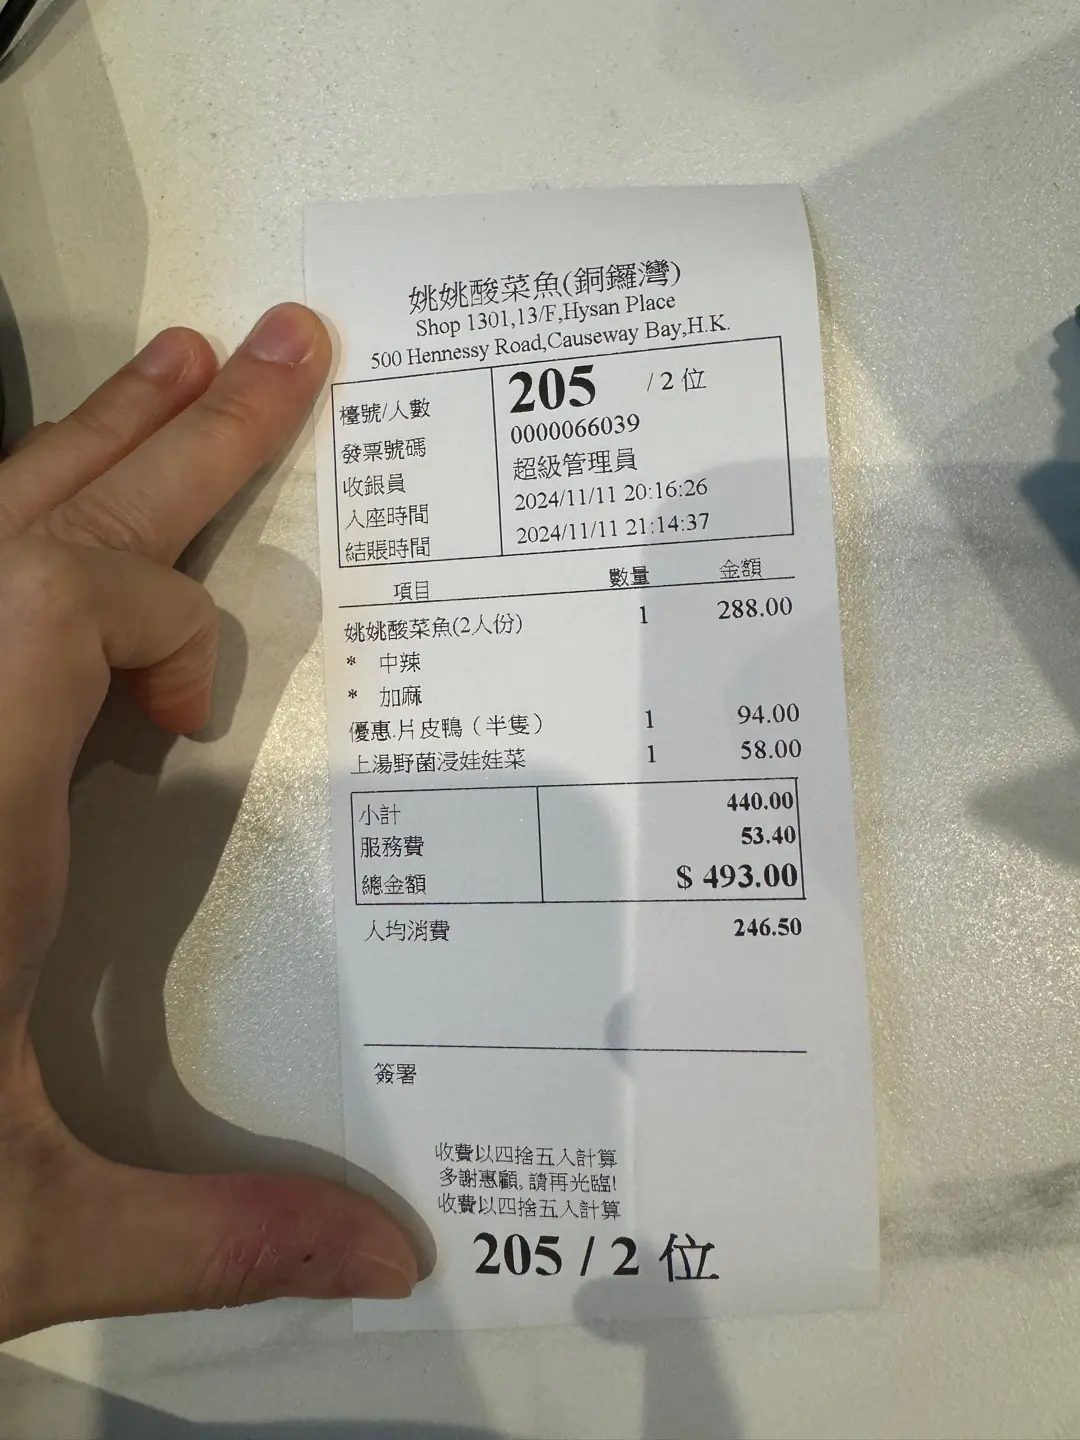 姚姚酸菜魚(銅鑼灣)
Shop 1301,13/F,Hysan Place
500 Hennessy Road,Causeway Bay,H.K.
檯號/人數 205 / 2 位
發票號碼 0000066039
收銀員 超級管理員
入座時間 2024/11/11 20:16:26
結賬時間 2024/11/11 21:14:37
項目 數量 金額
姚姚酸菜魚(2人份) 1 288.00
* 中辣
* 加麻
優惠.片皮鴨（半隻） 1 94.00
上湯野菌浸娃娃菜 1 58.00
小計 440.00
服務費 53.40
總金額 $ 493.00
人均消費 246.50
簽署
收費以四捨五入計算
多謝惠顧, 請再光臨!
收費以四捨五入計算
205 / 2 位